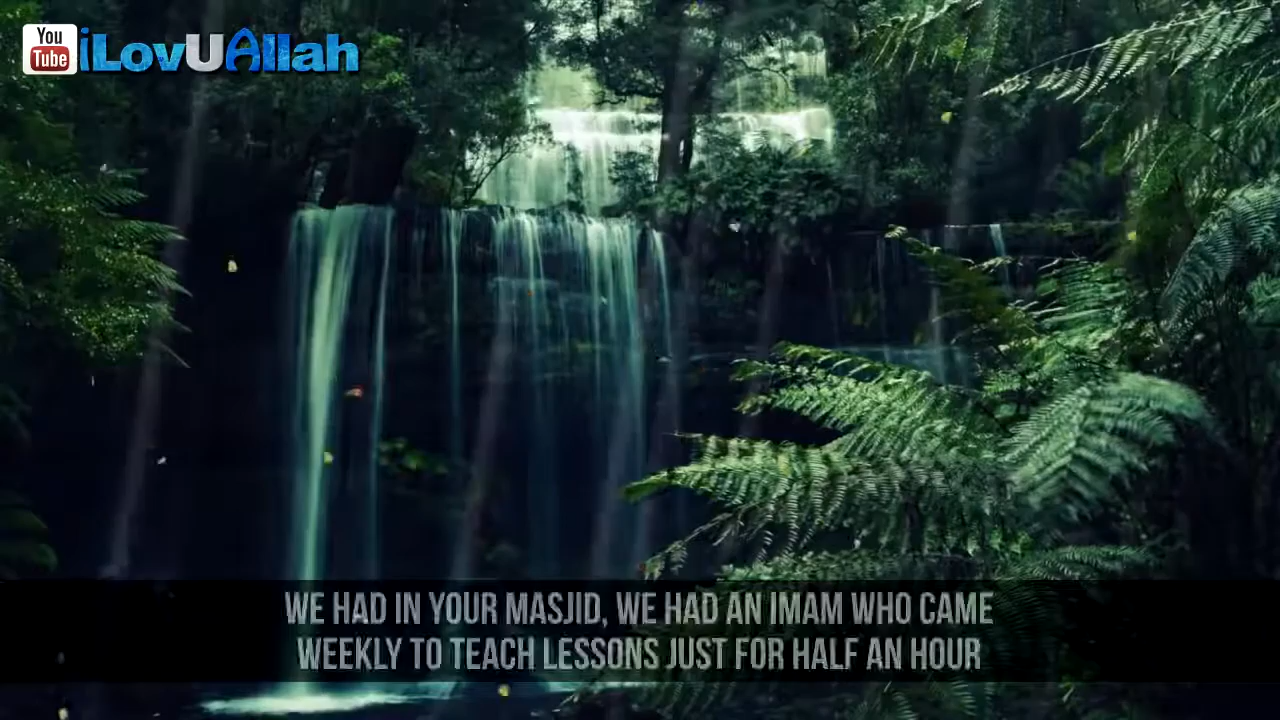 You
Tube
iLovUAllah
WE HAD IN YOUR MASJID, WE HAD AN IMAM WHO CAME
WEEKLY TO TEACH LESSONS JUST FOR HALF AN HOUR